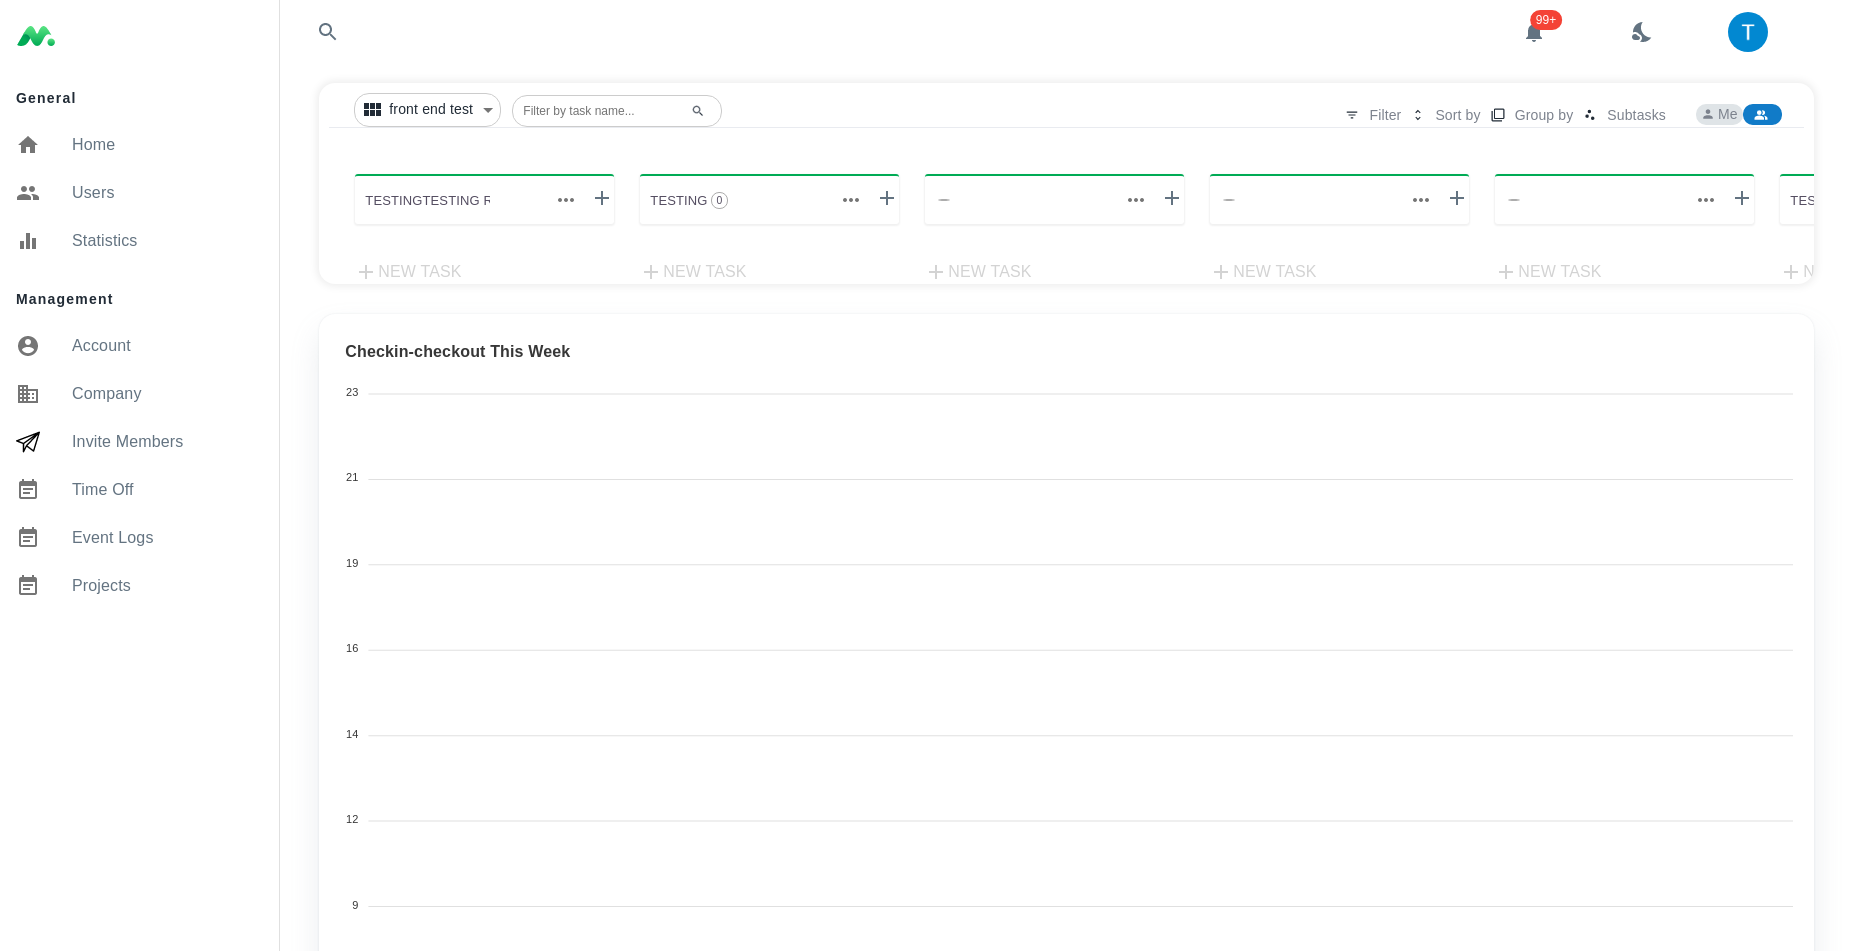 99+
T
General
Home
Users
Statistics
Management
Account
Company
Invite Members
Time Off
Event Logs
Projects
front end test
Filter by task name...
Filter
Sort by
Group by
Subtasks
Me
TESTINGTESTING
TESTING 0
TES
NEW TASK
NEW TASK
NEW TASK
NEW TASK
NEW TASK
N
Checkin-checkout This Week
23
21
19
16
14
12
9